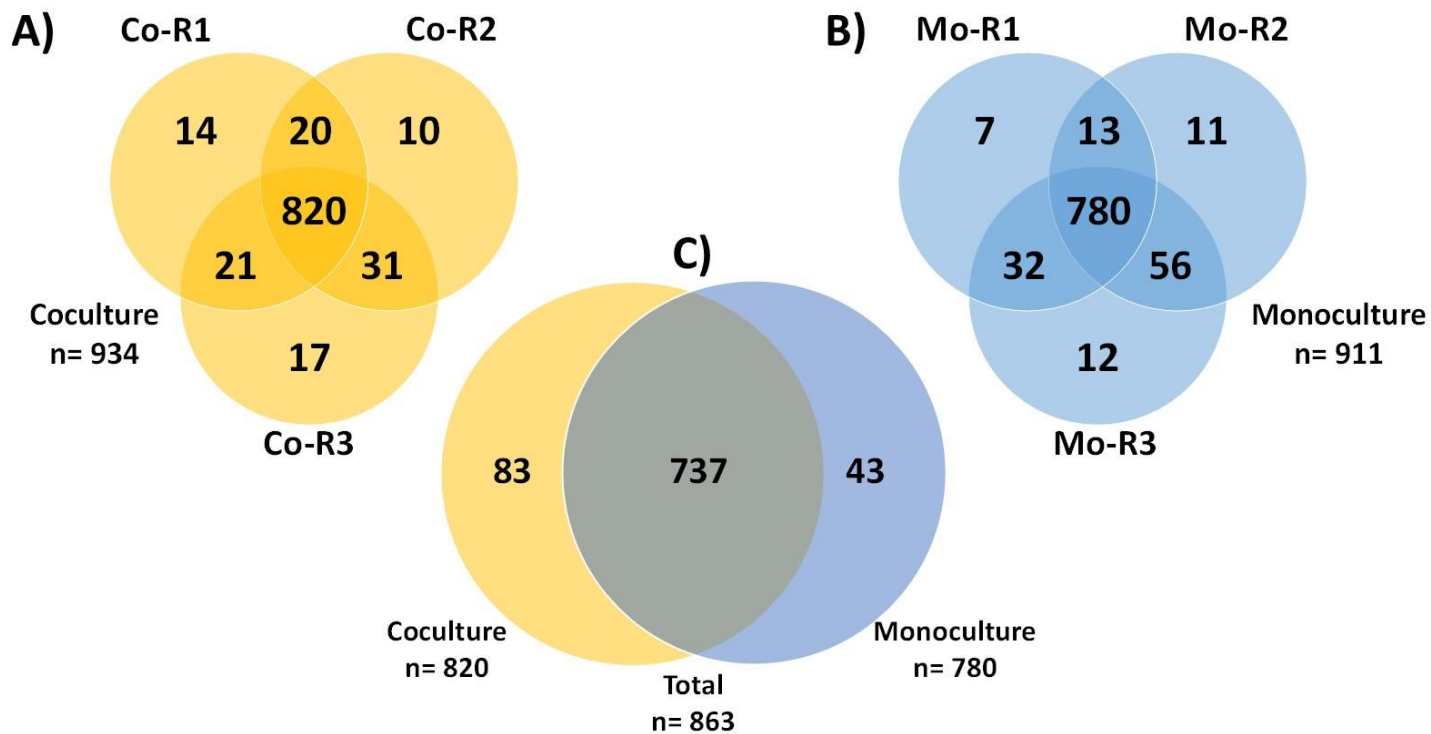 A)
Co-R1
Co-R2
14
20
10
820
21
31
Coculture
n= 934
17
Co-R3
B)
Mo-R1
Mo-R2
7
13
11
780
32
56
Monoculture
n= 911
12
Mo-R3
C)
83
737
43
Coculture
n= 820
Monoculture
n= 780
Total
n= 863